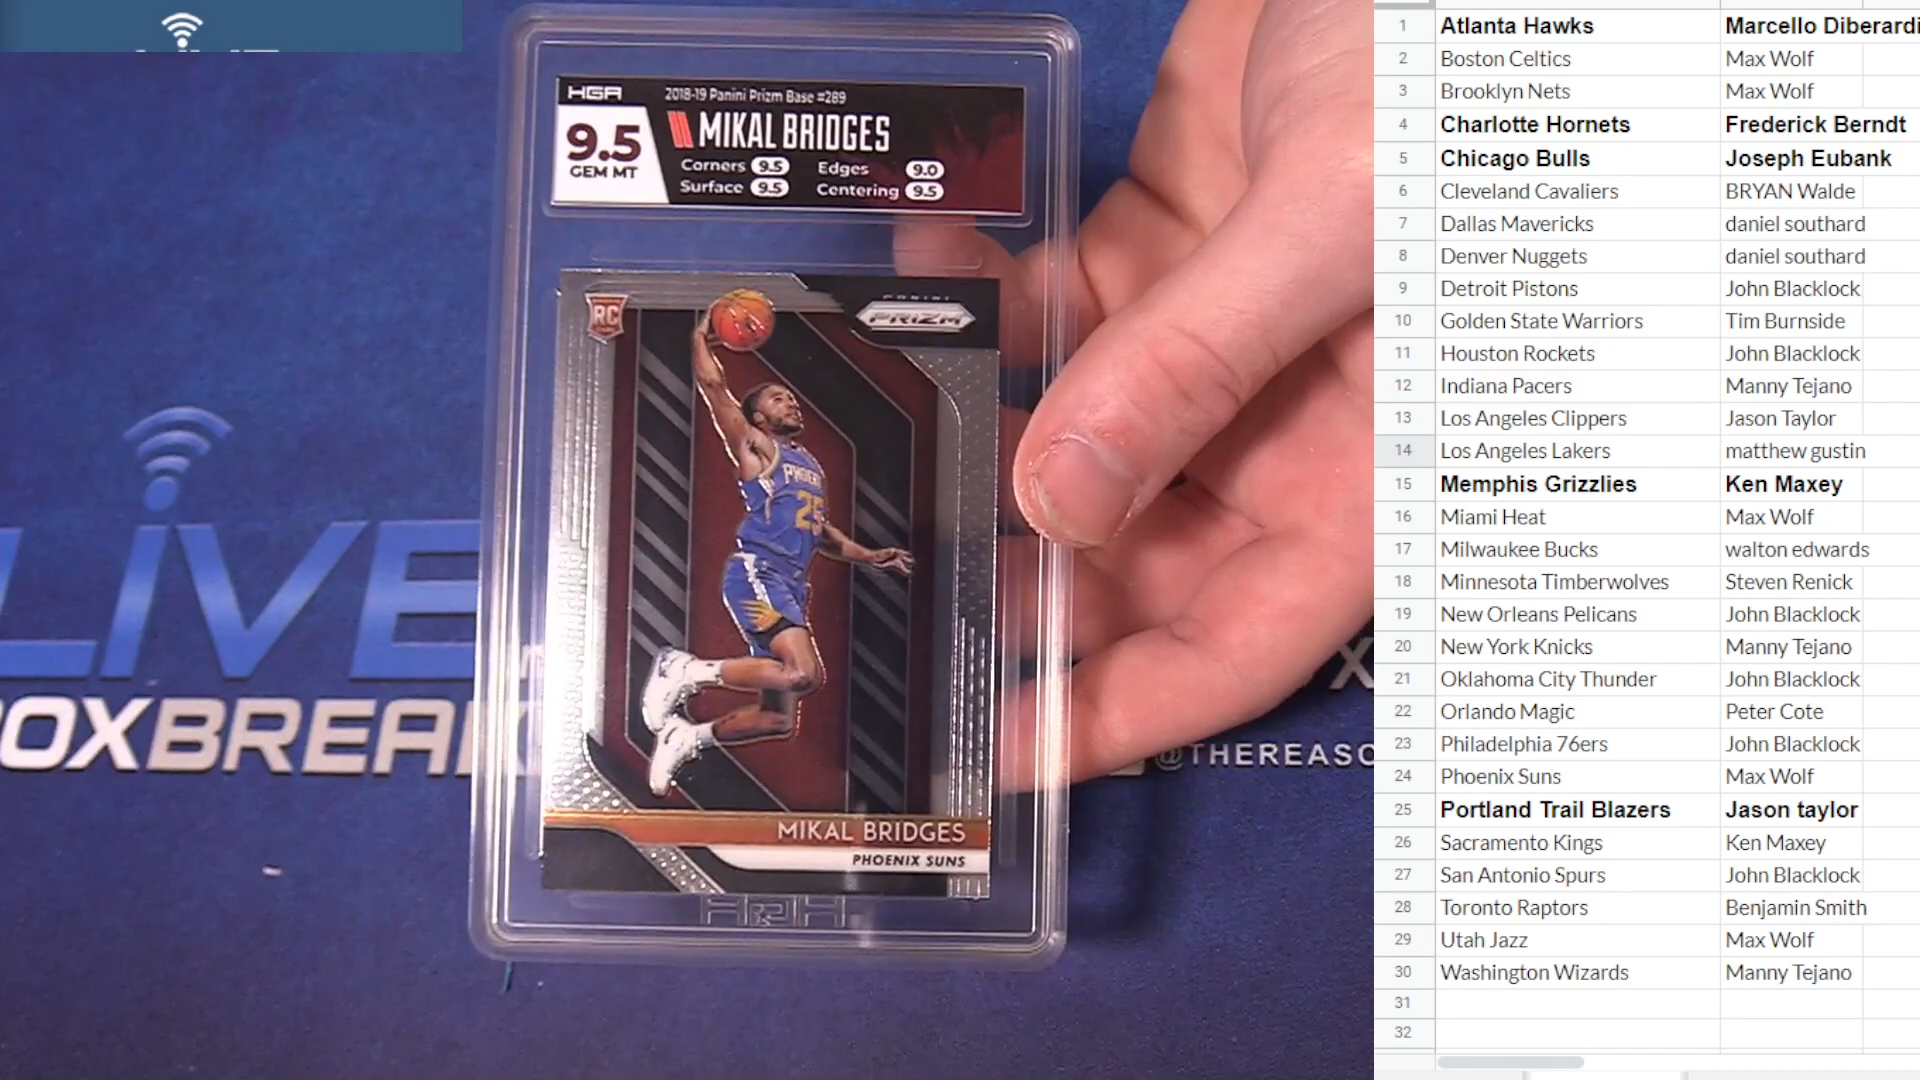 HGA
2018-19 Panini Prizm Base #289
9.5
GEM MT
MIKAL BRIDGES
Corners 9.5 Edges 9.0
Surface 9.5 Centering 9.5
RC
PANINI
PRIZM
PHOENIX
25
MIKAL BRIDGES
PHOENIX SUNS
LIVE
OXBREA
@THEREASO
1 Atlanta Hawks Marcello Diberardi
2 Boston Celtics Max Wolf
3 Brooklyn Nets Max Wolf
4 Charlotte Hornets Frederick Berndt
5 Chicago Bulls Joseph Eubank
6 Cleveland Cavaliers BRYAN Walde
7 Dallas Mavericks daniel southard
8 Denver Nuggets daniel southard
9 Detroit Pistons John Blacklock
10 Golden State Warriors Tim Burnside
11 Houston Rockets John Blacklock
12 Indiana Pacers Manny Tejano
13 Los Angeles Clippers Jason Taylor
14 Los Angeles Lakers matthew gustin
15 Memphis Grizzlies Ken Maxey
16 Miami Heat Max Wolf
17 Milwaukee Bucks walton edwards
18 Minnesota Timberwolves Steven Renick
19 New Orleans Pelicans John Blacklock
20 New York Knicks Manny Tejano
21 Oklahoma City Thunder John Blacklock
22 Orlando Magic Peter Cote
23 Philadelphia 76ers John Blacklock
24 Phoenix Suns Max Wolf
25 Portland Trail Blazers Jason taylor
26 Sacramento Kings Ken Maxey
27 San Antonio Spurs John Blacklock
28 Toronto Raptors Benjamin Smith
29 Utah Jazz Max Wolf
30 Washington Wizards Manny Tejano
31
32